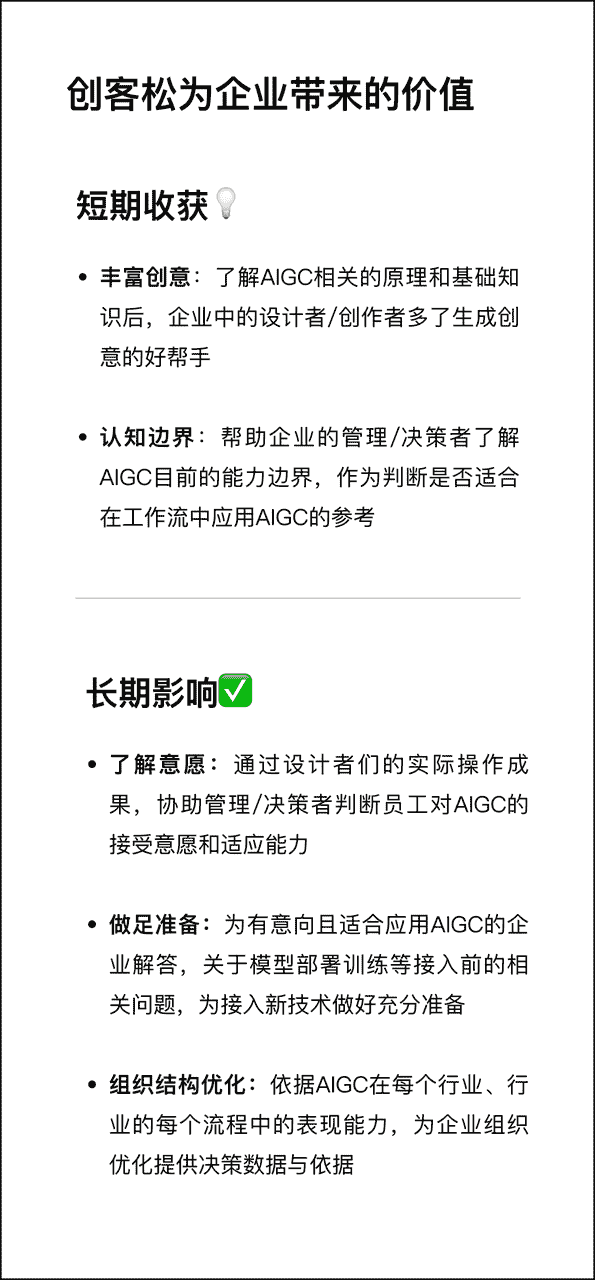 创客松为企业带来的价值
短期收获💡
• 丰富创意：了解AIGC相关的原理和基础知
识后，企业中的设计者/创作者多了生成创
意的好帮手
• 认知边界：帮助企业的管理/决策者了解
AIGC目前的能力边界，作为判断是否适合
在工作流中应用AIGC的参考
长期影响✅
• 了解意愿：通过设计者们的实际操作成
果，协助管理/决策者判断员工对AIGC的
接受意愿和适应能力
• 做足准备：为有意向且适合应用AIGC的企
业解答，关于模型部署训练等接入前的相
关问题，为接入新技术做好充分准备
• 组织结构优化：依据AIGC在每个行业、行
业的每个流程中的表现能力，为企业组织
优化提供决策数据与依据